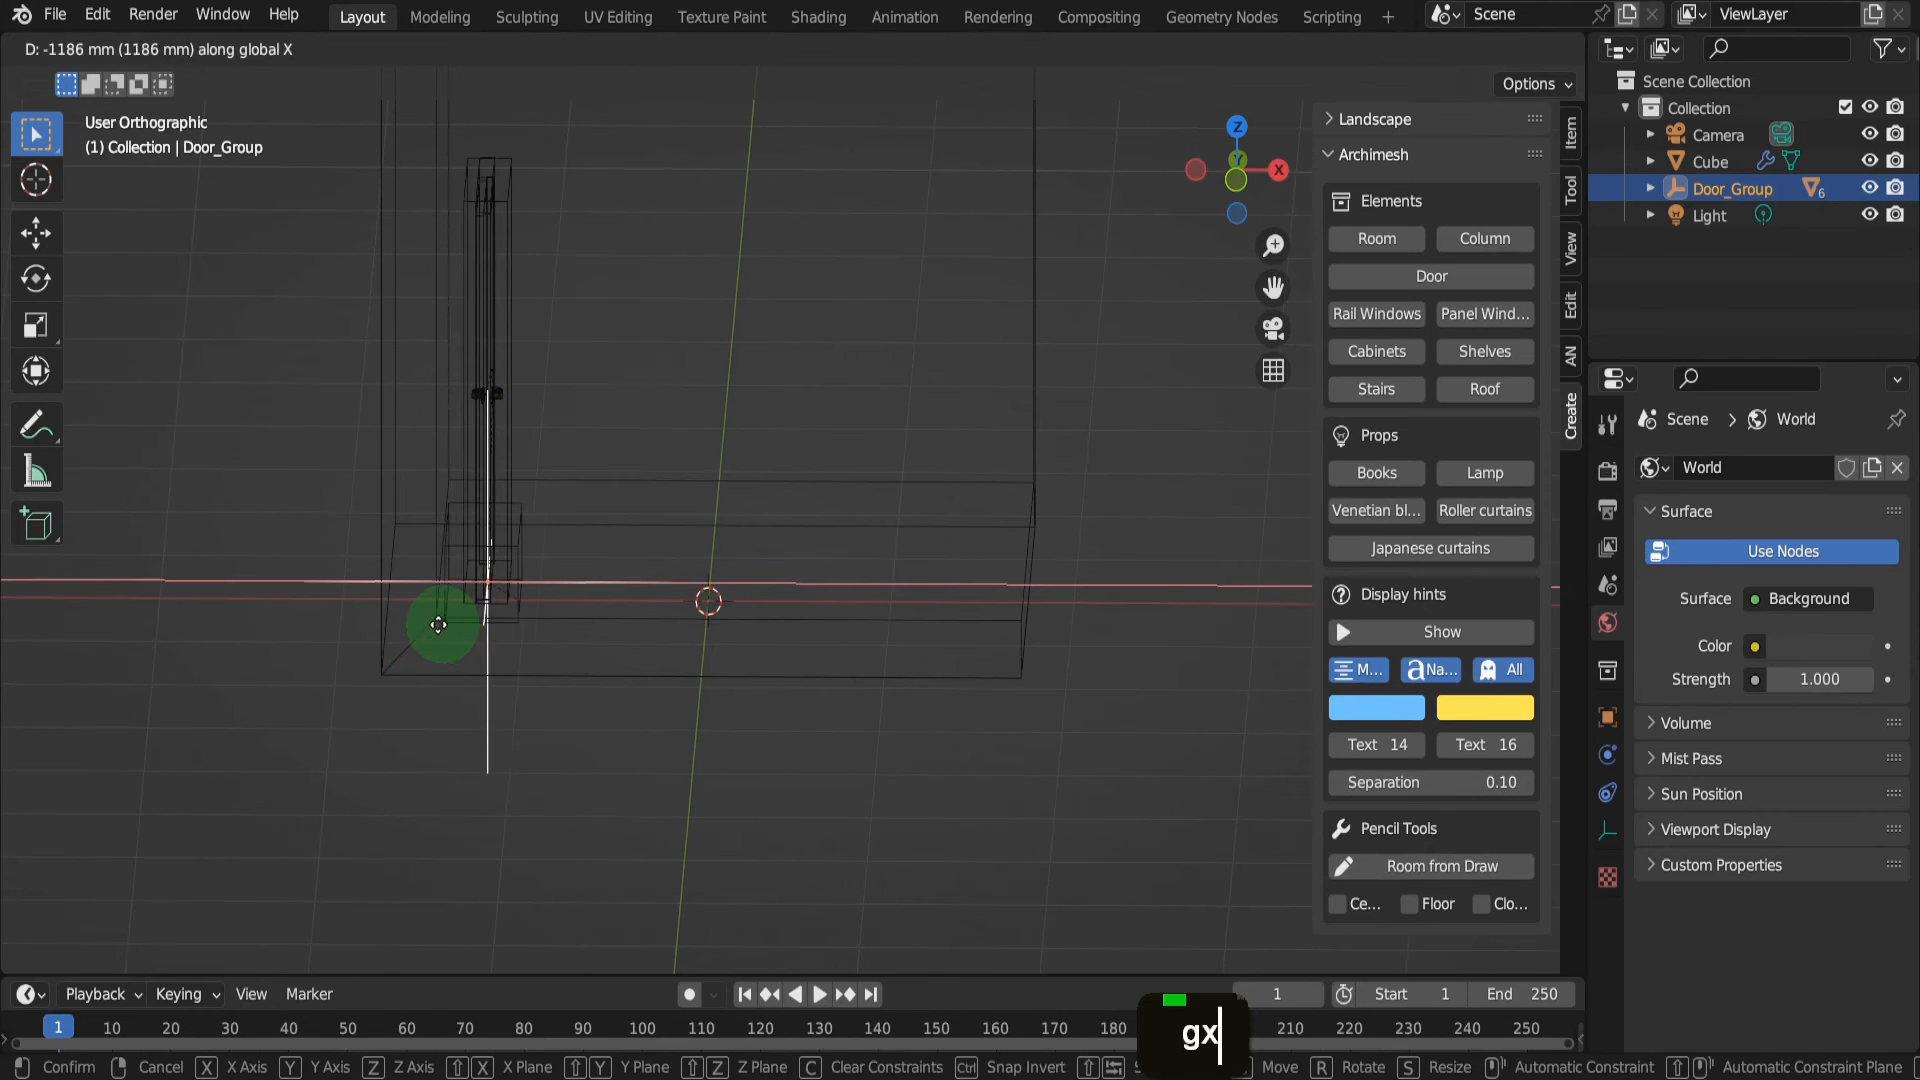 File Edit Render Window Help Layout Modeling Sculpting UV Editing Texture Paint Shading Animation Rendering Compositing Geometry Nodes Scripting + Scene ViewLayer
D: -1186 mm (1186 mm) along global X
Options
User Orthographic
(1) Collection | Door_Group
Z
Y
X
Landscape
Archimesh
Elements
Room Column
Door
Rail Windows Panel Wind...
Cabinets Shelves
Stairs Roof
Props
Books Lamp
Venetian bl... Roller curtains
Japanese curtains
Display hints
Show
M... Na... All
Text 14 Text 16
Separation 0.10
Pencil Tools
Room from Draw
Ce... Floor Clo...
Item
Tool
View
Edit
AN
Create
Scene Collection
Collection
Camera
Cube
Door_Group 6
Light
Scene > World
World
Surface
Use Nodes
Surface Background
Color
Strength 1.000
Volume
Mist Pass
Sun Position
Viewport Display
Custom Properties
Playback Keying View Marker 1 Start 1 End 250
1 10 20 30 40 50 60 70 80 90 100 110 120 130 140 150 160 170 180 210 220 230 240 250
gx
Confirm Cancel X X Axis Y Y Axis Z Z Axis X X Plane Y Y Plane Z Z Plane C Clear Constraints Ctrl Snap Invert Move R Rotate S Resize Automatic Constraint Automatic Constraint Plane